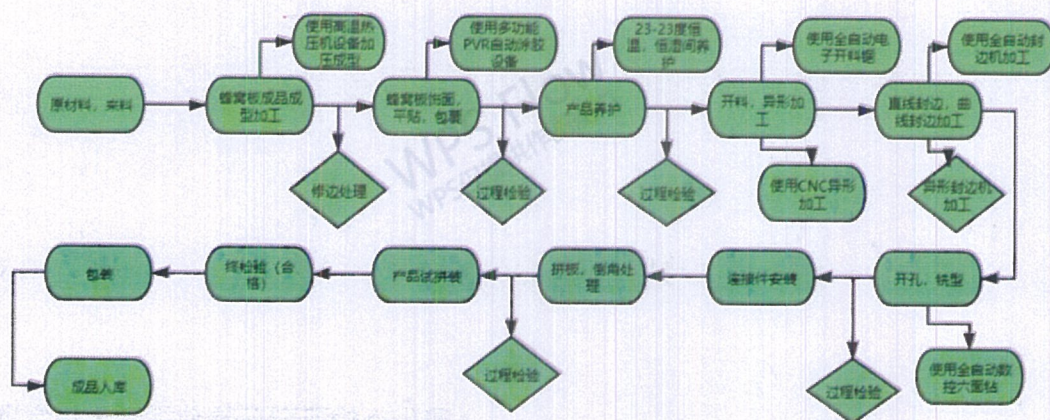 使用高温热
压机设备加
压成型
使用多功能
PVR自动涂胶
设备
23-23度恒
温、恒湿间养
护
使用全自动电
子开料锯
使用全自动封
边机加工
原材料，来料
蜂窝板成品成
型加工
蜂窝板饰面，
平贴，包裹
产品养护
开料，异形加
工
直线封边，曲
线封边加工
修边处理
过程检验
过程检验
使用CNC异形
加工
异形封边机
加工
包装
终检验（合
格）
产品试拼装
拼板，倒角处
理
连接件安装
开孔，铣型
成品入库
过程检验
过程检验
使用全自动数
控六面钻
WPS Flow